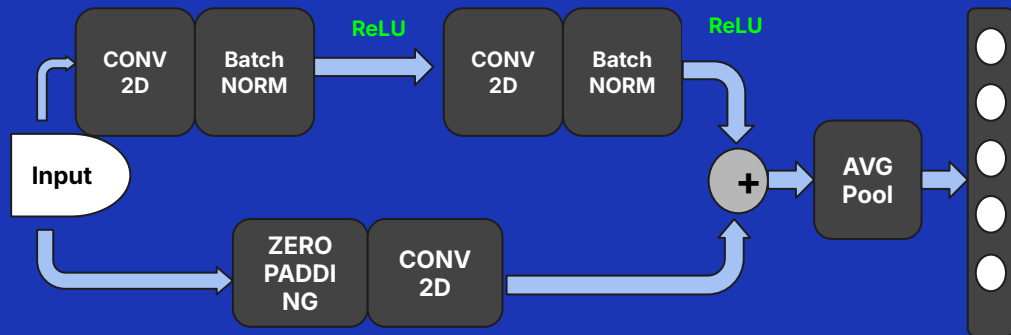 CONV
2D
Batch
NORM
ReLU
CONV
2D
Batch
NORM
ReLU
Input
+
AVG
Pool
ZERO
PADDI
NG
CONV
2D